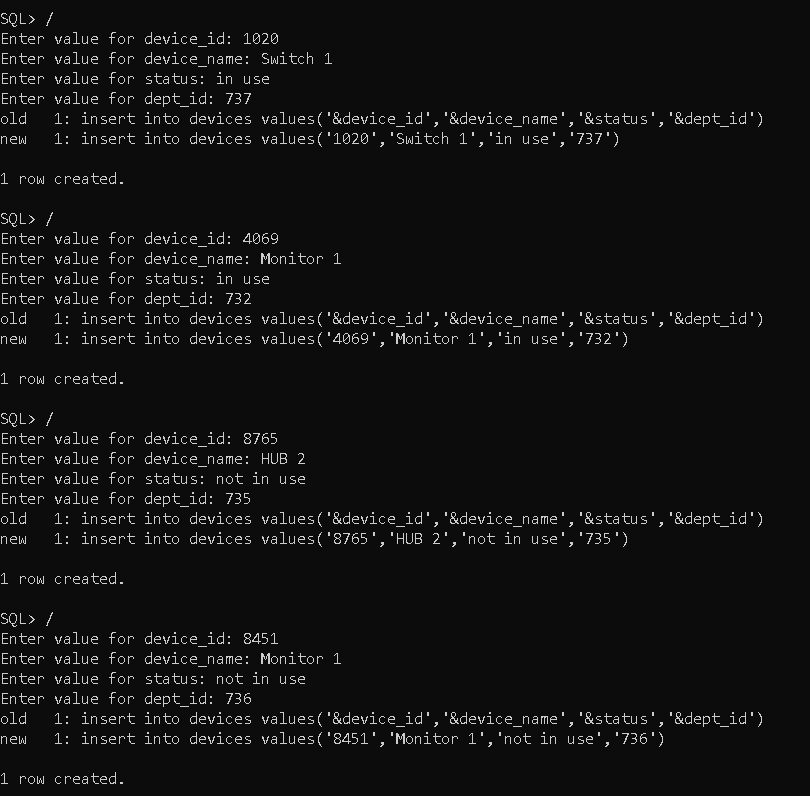 SQL> /
Enter value for device_id: 1020
Enter value for device_name: Switch 1
Enter value for status: in use
Enter value for dept_id: 737
old   1: insert into devices values('&device_id','&device_name','&status','&dept_id')
new   1: insert into devices values('1020','Switch 1','in use','737')
1 row created.
SQL> /
Enter value for device_id: 4069
Enter value for device_name: Monitor 1
Enter value for status: in use
Enter value for dept_id: 732
old   1: insert into devices values('&device_id','&device_name','&status','&dept_id')
new   1: insert into devices values('4069','Monitor 1','in use','732')
1 row created.
SQL> /
Enter value for device_id: 8765
Enter value for device_name: HUB 2
Enter value for status: not in use
Enter value for dept_id: 735
old   1: insert into devices values('&device_id','&device_name','&status','&dept_id')
new   1: insert into devices values('8765','HUB 2','not in use','735')
1 row created.
SQL> /
Enter value for device_id: 8451
Enter value for device_name: Monitor 1
Enter value for status: not in use
Enter value for dept_id: 736
old   1: insert into devices values('&device_id','&device_name','&status','&dept_id')
new   1: insert into devices values('8451','Monitor 1','not in use','736')
1 row created.